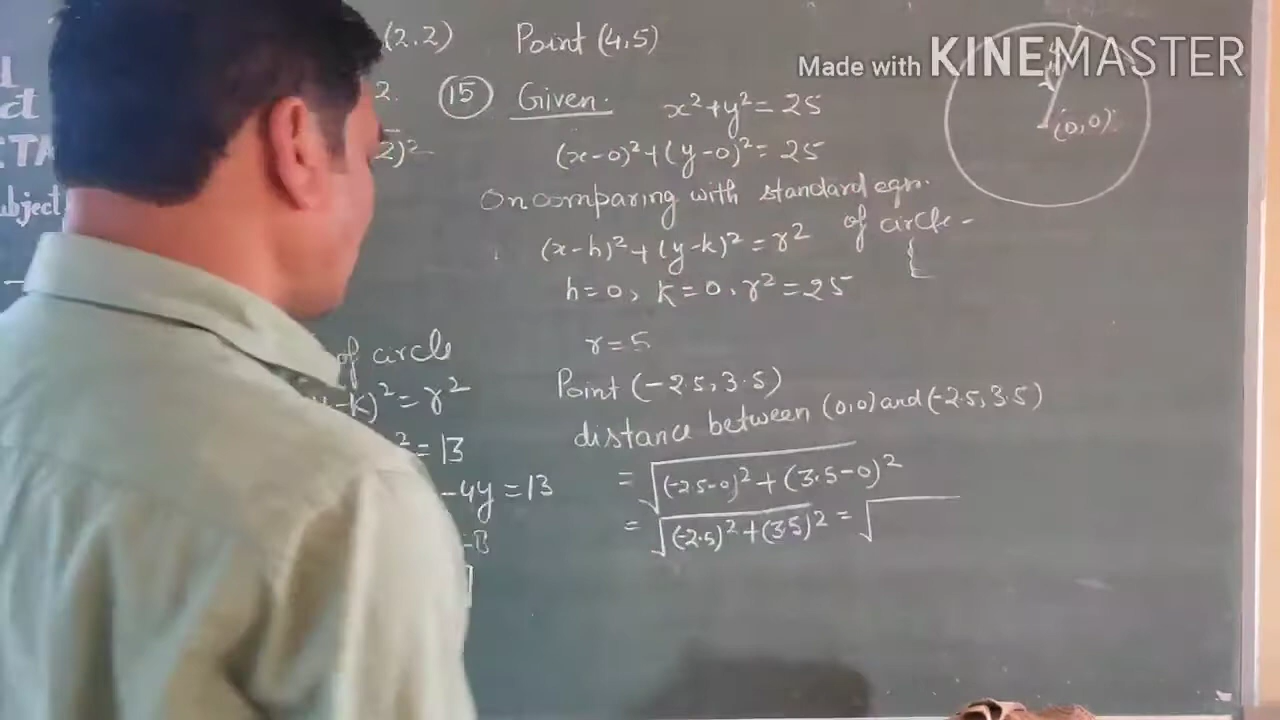 (2,2)
Point (4,5)
Made with KINEMASTER
2.
(15) Given.
x²+y²=25
2)²
(x-0)²+(y-0)²=25
(0,0)
ubject
On comparing with standard eqn.
of circle -
(x-h)²+(y-k)²=r²
h=0, k=0, r²=25
r=5
of circle
-k)²=r²
Point (-2.5, 3.5)
distance between (0,0) and (-2.5, 3.5)
²=13
=√(-2.5-0)²+(3.5-0)²
-4y=13
=√(-2.5)²+(3.5)²=√